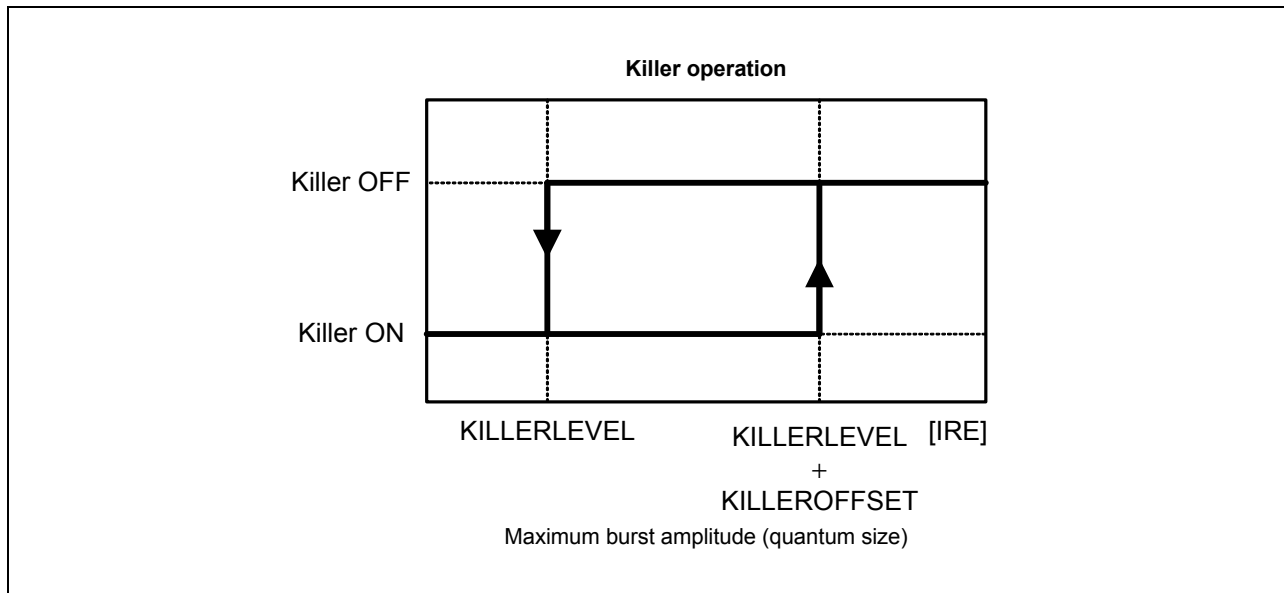 Killer operation
Killer OFF
Killer ON
KILLERLEVEL
KILLERLEVEL
+
KILLEROFFSET
[IRE]
Maximum burst amplitude (quantum size)